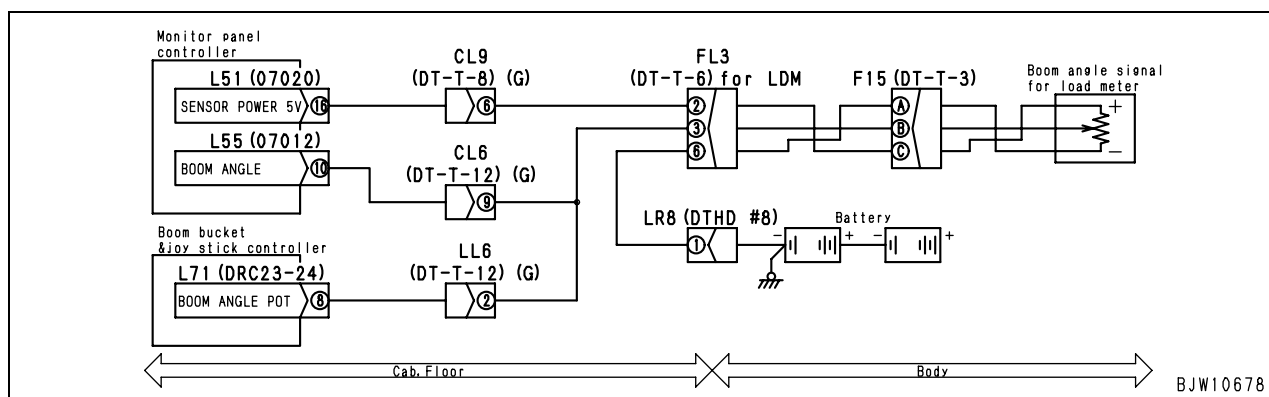 Monitor panel
controller
L51 (07020)
SENSOR POWER 5V
16
L55 (07012)
BOOM ANGLE
10
Boom bucket
&joy stick controller
L71 (DRC23-24)
BOOM ANGLE POT
8
CL9
(DT-T-8) (G)
6
CL6
(DT-T-12) (G)
9
LL6
(DT-T-12) (G)
2
FL3
(DT-T-6) for LDM
2
3
6
F15 (DT-T-3)
A
B
C
Boom angle signal
for load meter
+
−
LR8 (DTHD #8)
1
Battery
− + − +
Cab. Floor
Body
BJW10678